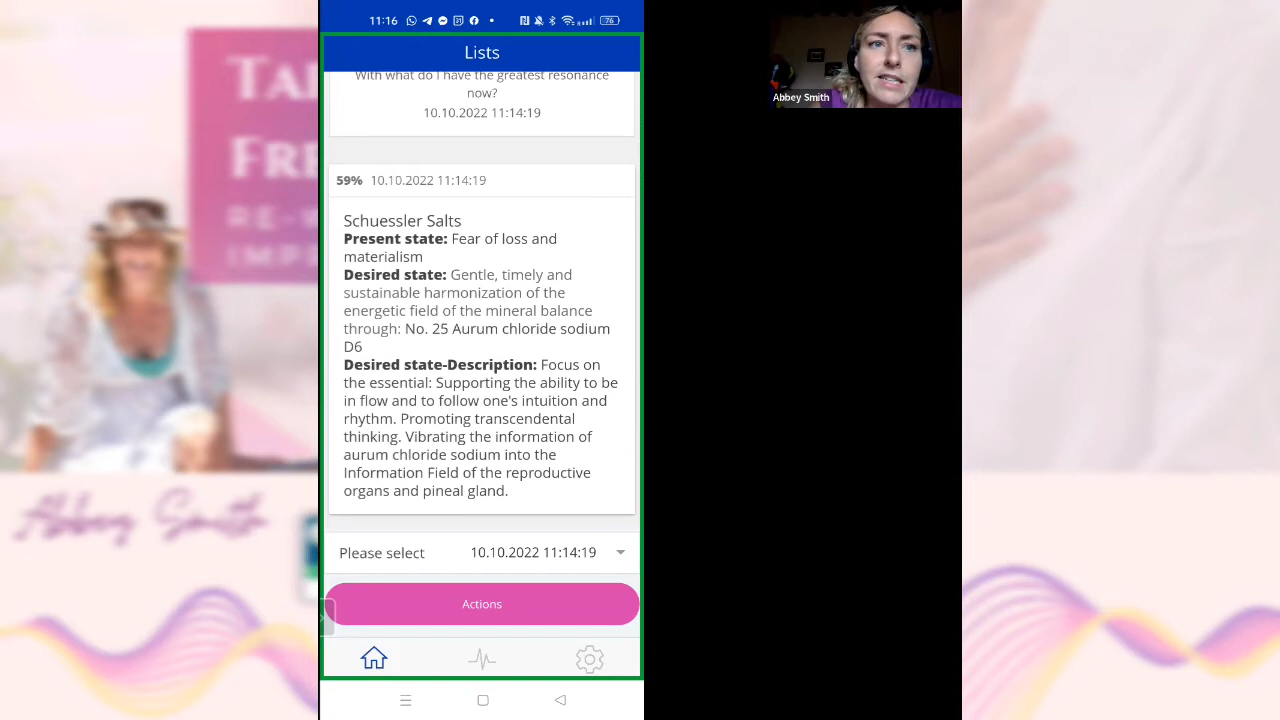 11:16
31
76
Lists
With what do I have the greatest resonance
now?
10.10.2022 11:14:19
59% 10.10.2022 11:14:19
Schuessler Salts
Present state: Fear of loss and
materialism
Desired state: Gentle, timely and
sustainable harmonization of the
energetic field of the mineral balance
through: No. 25 Aurum chloride sodium
D6
Desired state-Description: Focus on
the essential: Supporting the ability to be
in flow and to follow one's intuition and
rhythm. Promoting transcendental
thinking. Vibrating the information of
aurum chloride sodium into the
Information Field of the reproductive
organs and pineal gland.
Please select 10.10.2022 11:14:19
Actions
Abbey Smith
Abbey Smith